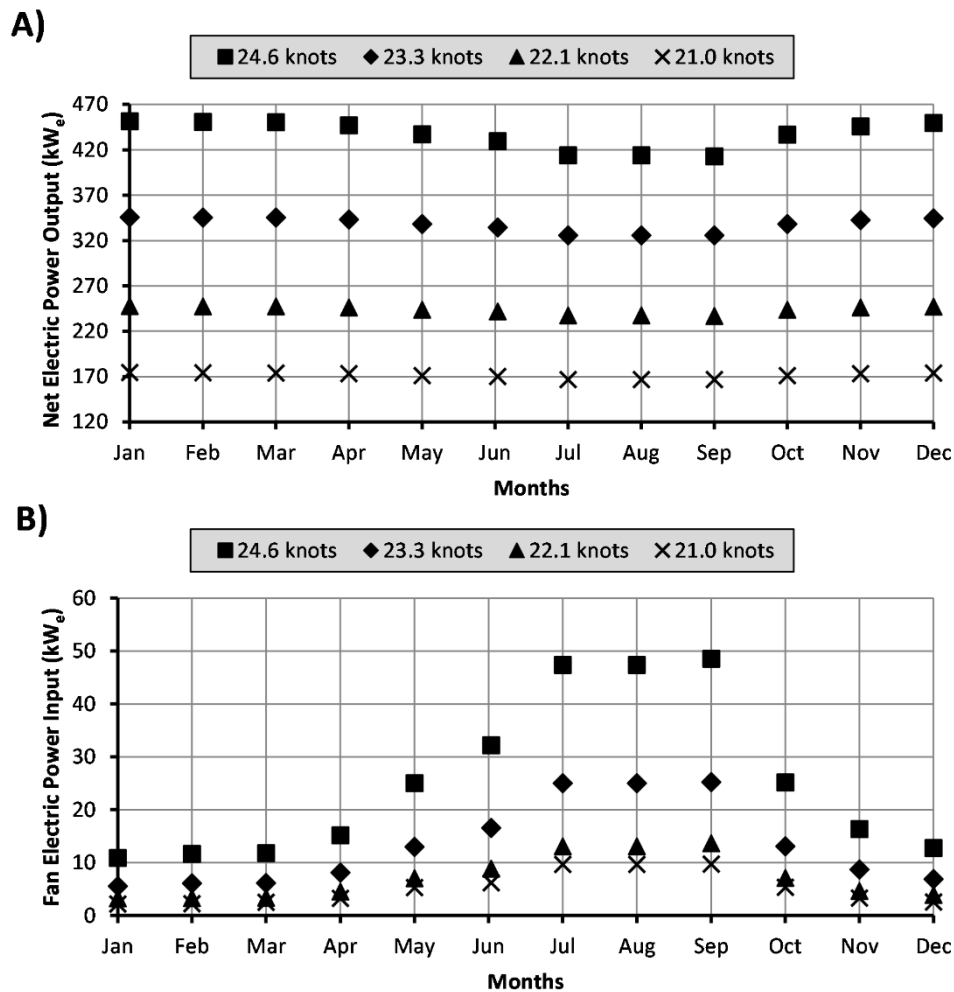 A)
■ 24.6 knots ◆ 23.3 knots ▲ 22.1 knots × 21.0 knots
Net Electric Power Output (kWₑ)
470
420
370
320
270
220
170
120
Jan Feb Mar Apr May Jun Jul Aug Sep Oct Nov Dec
Months
B)
■ 24.6 knots ◆ 23.3 knots ▲ 22.1 knots × 21.0 knots
Fan Electric Power Input (kWₑ)
60
50
40
30
20
10
0
Jan Feb Mar Apr May Jun Jul Aug Sep Oct Nov Dec
Months